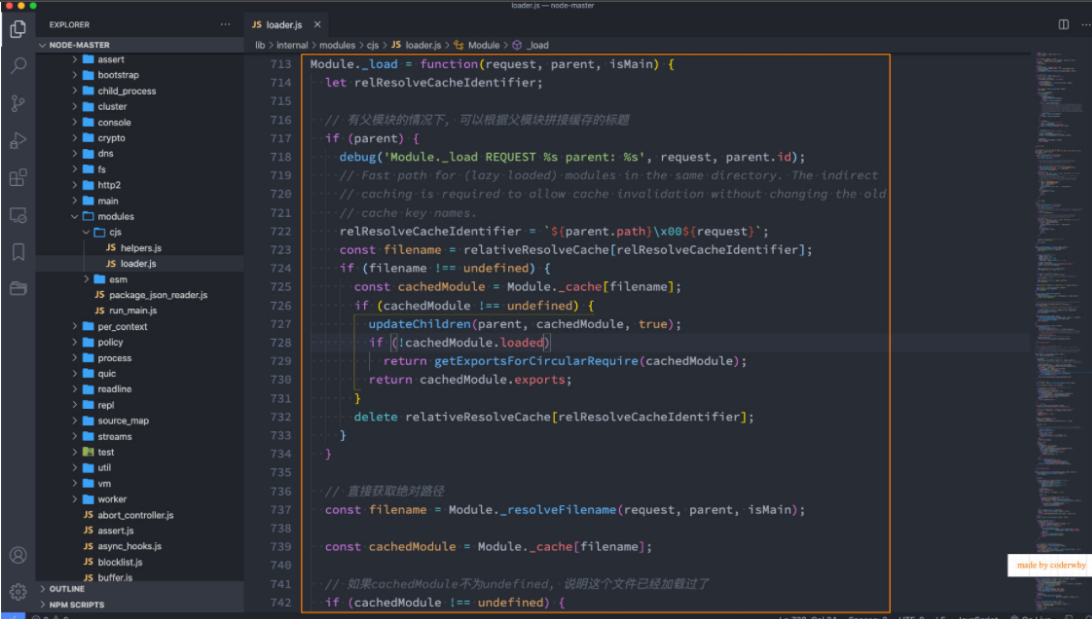 loader.js — node-master
EXPLORER
NODE-MASTER
assert
bootstrap
child_process
cluster
console
crypto
dns
fs
http2
main
modules
cjs
JS helpers.js
JS loader.js
esm
JS package_json_reader.js
JS run_main.js
per_context
policy
process
quic
readline
repl
source_map
streams
test
util
vm
worker
JS abort_controller.js
JS assert.js
JS async_hooks.js
JS blocklist.js
JS buffer.js
OUTLINE
NPM SCRIPTS
JS loader.js ×
lib > internal > modules > cjs > JS loader.js > Module > _load
713 Module._load = function(request, parent, isMain) {
714 let relResolveCacheIdentifier;
715
716 // 有父模块的情况下, 可以根据父模块拼接缓存的标题
717 if (parent) {
718 debug('Module._load REQUEST %s parent: %s', request, parent.id);
719 // Fast path for (lazy loaded) modules in the same directory. The indirect
720 // caching is required to allow cache invalidation without changing the old
721 // cache key names.
722 relResolveCacheIdentifier = `${parent.path}\x00${request}`;
723 const filename = relativeResolveCache[relResolveCacheIdentifier];
724 if (filename !== undefined) {
725 const cachedModule = Module._cache[filename];
726 if (cachedModule !== undefined) {
727 updateChildren(parent, cachedModule, true);
728 if (!cachedModule.loaded)
729 return getExportsForCircularRequire(cachedModule);
730 return cachedModule.exports;
731 }
732 delete relativeResolveCache[relResolveCacheIdentifier];
733 }
734 }
735
736 // 直接获取绝对路径
737 const filename = Module._resolveFilename(request, parent, isMain);
738
739 const cachedModule = Module._cache[filename];
740
741 // 如果cachedModule不为undefined, 说明这个文件已经加载过了
742 if (cachedModule !== undefined) {
made by coderwhy